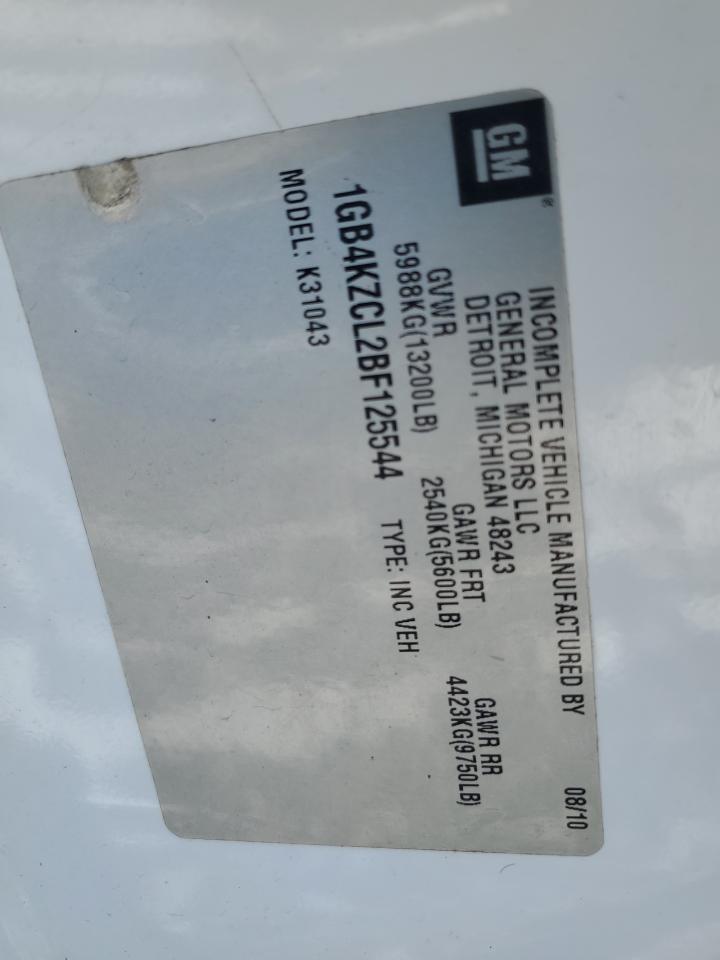 GM ®
INCOMPLETE VEHICLE MANUFACTURED BY 08/10
GENERAL MOTORS LLC
DETROIT, MICHIGAN 48243
GVWR GAWR FRT GAWR RR
5988KG(13200LB) 2540KG(5600LB) 4423KG(9750LB)
1GB4KZCL2BF125544 TYPE: INC VEH
MODEL: K31043